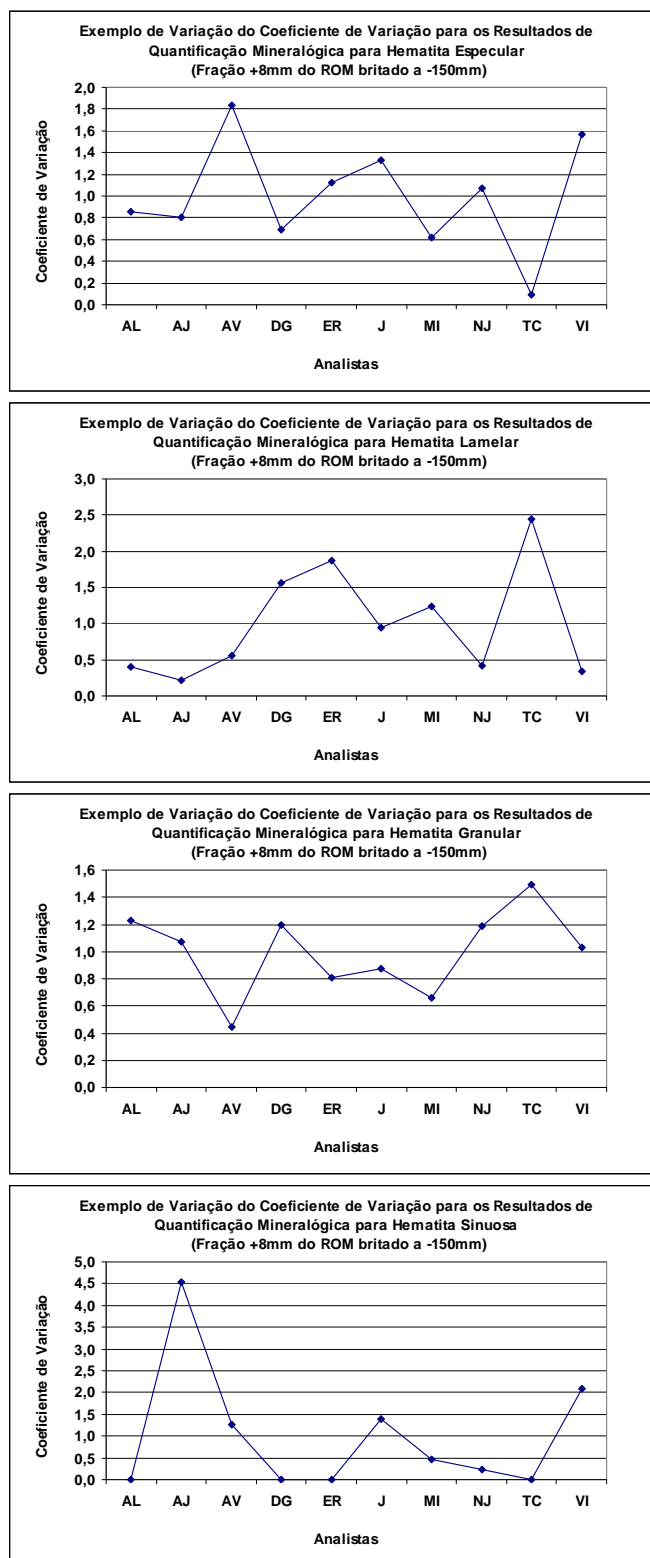 Exemplo de Variação do Coeficiente de Variação para os Resultados de
Quantificação Mineralógica para Hematita Especular
(Fração +8mm do ROM britado a -150mm)
Coeficiente de Variação
2,0
1,8
1,6
1,4
1,2
1,0
0,8
0,6
0,4
0,2
0,0
AL AJ AV DG ER J MI NJ TC VI
Analistas
Exemplo de Variação do Coeficiente de Variação para os Resultados de
Quantificação Mineralógica para Hematita Lamelar
(Fração +8mm do ROM britado a -150mm)
Coeficiente de Variação
3,0
2,5
2,0
1,5
1,0
0,5
0,0
AL AJ AV DG ER J MI NJ TC VI
Analistas
Exemplo de Variação do Coeficiente de Variação para os Resultados de
Quantificação Mineralógica para Hematita Granular
(Fração +8mm do ROM britado a -150mm)
Coeficiente de Variação
1,6
1,4
1,2
1,0
0,8
0,6
0,4
0,2
0,0
AL AJ AV DG ER J MI NJ TC VI
Analistas
Exemplo de Variação do Coeficiente de Variação para os Resultados de
Quantificação Mineralógica para Hematita Sinuosa
(Fração +8mm do ROM britado a -150mm)
Coeficiente de Variação
5,0
4,5
4,0
3,5
3,0
2,5
2,0
1,5
1,0
0,5
0,0
AL AJ AV DG ER J MI NJ TC VI
Analistas